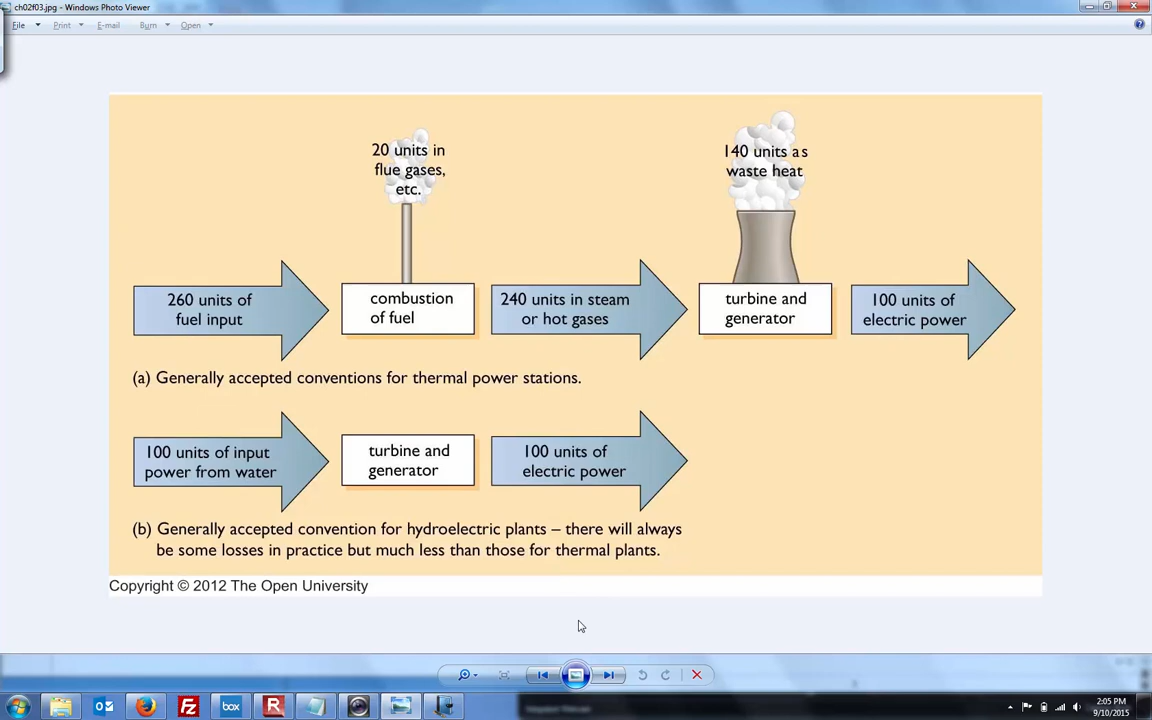 ch02f03.jpg - Windows Photo Viewer
File Print E-mail Burn Open
20 units in
flue gases,
etc.
140 units as
waste heat
260 units of
fuel input
combustion
of fuel
240 units in steam
or hot gases
turbine and
generator
100 units of
electric power
(a) Generally accepted conventions for thermal power stations.
100 units of input
power from water
turbine and
generator
100 units of
electric power
(b) Generally accepted convention for hydroelectric plants – there will always
be some losses in practice but much less than those for thermal plants.
Copyright © 2012 The Open University
box
2:05 PM
9/10/2015